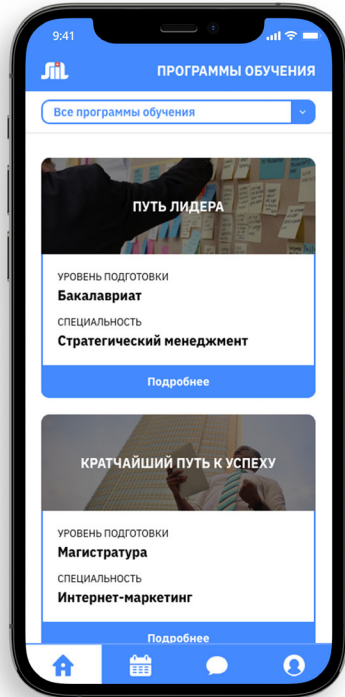 9:41
SIIL
ПРОГРАММЫ ОБУЧЕНИЯ
Все программы обучения
ПУТЬ ЛИДЕРА
УРОВЕНЬ ПОДГОТОВКИ
Бакалавриат
СПЕЦИАЛЬНОСТЬ
Стратегический менеджмент
Подробнее
КРАТЧАЙШИЙ ПУТЬ К УСПЕХУ
УРОВЕНЬ ПОДГОТОВКИ
Магистратура
СПЕЦИАЛЬНОСТЬ
Интернет-маркетинг
Подробнее